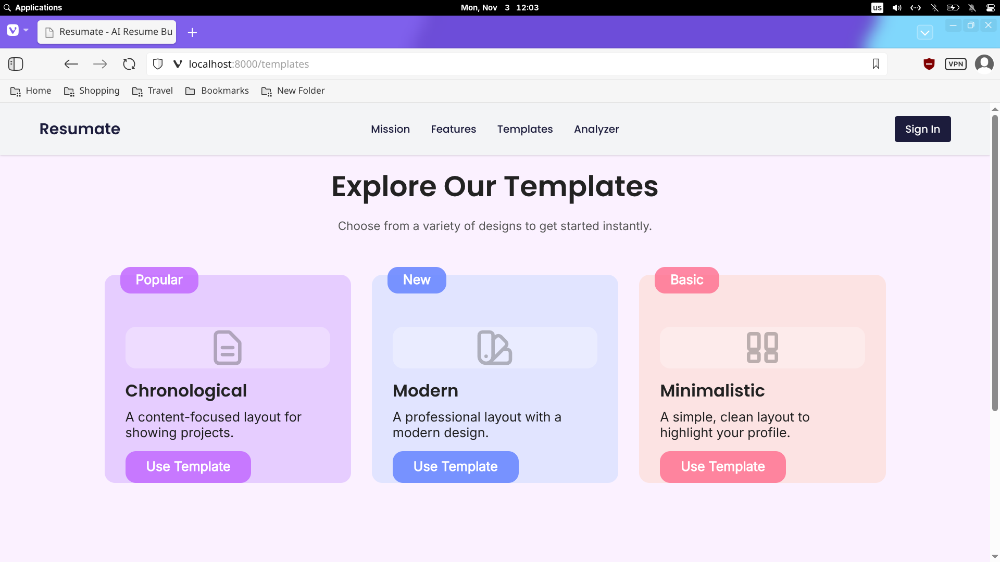 Applications
Mon, Nov 3 12:03
us
Resumate - AI Resume Bu
localhost:8000/templates
VPN
Home
Shopping
Travel
Bookmarks
New Folder
Resumate
Mission
Features
Templates
Analyzer
Sign In
Explore Our Templates
Choose from a variety of designs to get started instantly.
Popular
Chronological
A content-focused layout for
showing projects.
Use Template
New
Modern
A professional layout with a
modern design.
Use Template
Basic
Minimalistic
A simple, clean layout to
highlight your profile.
Use Template